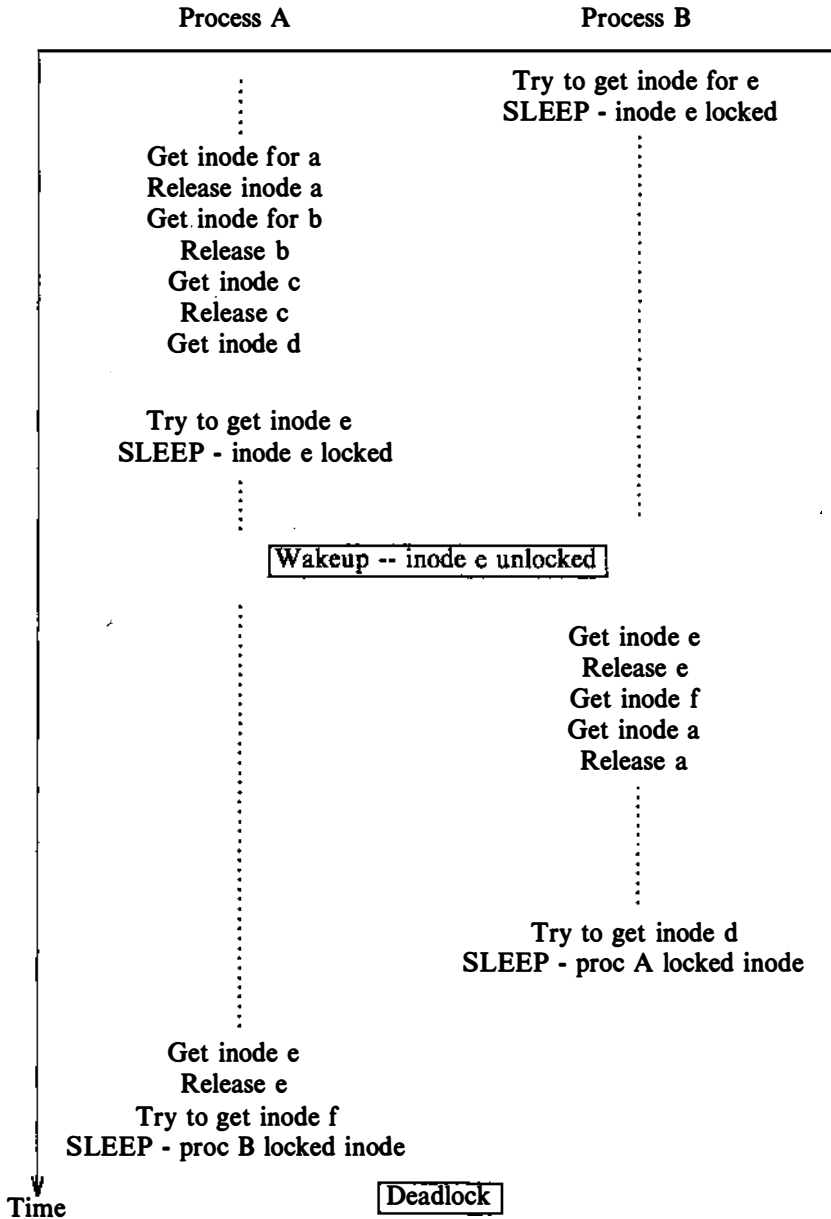 Process A Process B
Try to get inode for e
SLEEP - inode e locked
Get inode for a
Release inode a
Get inode for b
Release b
Get inode c
Release c
Get inode d
Try to get inode e
SLEEP - inode e locked
Wakeup -- inode e unlocked
Get inode e
Release e
Get inode f
Get inode a
Release a
Try to get inode d
SLEEP - proc A locked inode
Get inode e
Release e
Try to get inode f
SLEEP - proc B locked inode
Time
Deadlock